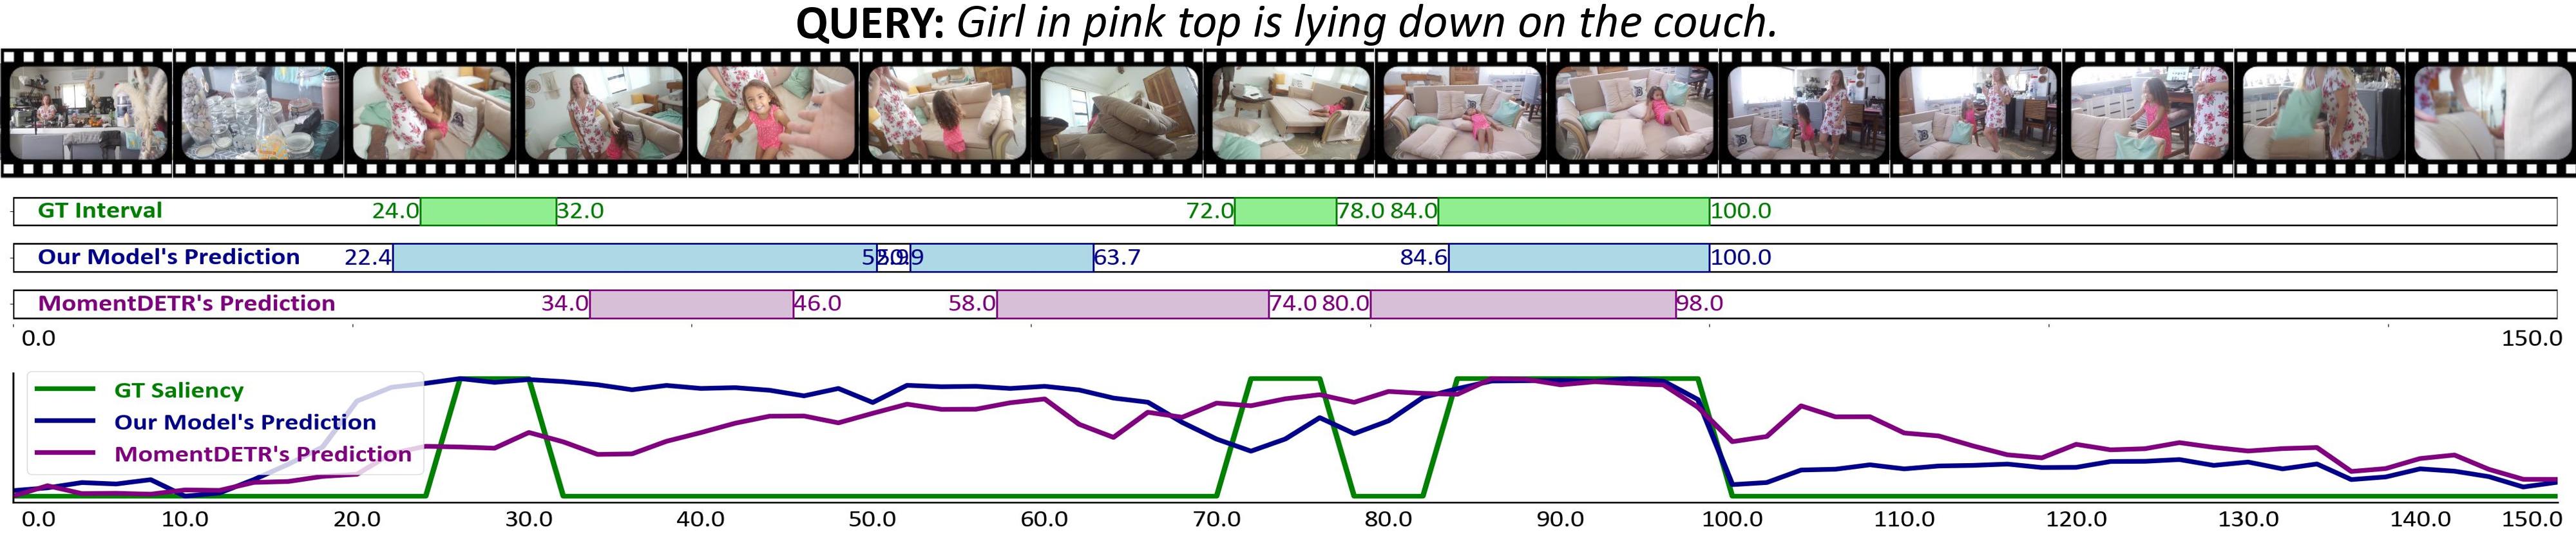 QUERY: Girl in pink top is lying down on the couch.
GT Interval 24.0 32.0 72.0 78.0 84.0 100.0
Our Model's Prediction 22.4 63.7 84.6 100.0
MomentDETR's Prediction 34.0 46.0 58.0 74.0 80.0 98.0
0.0 150.0
GT Saliency
Our Model's Prediction
MomentDETR's Prediction
0.0 10.0 20.0 30.0 40.0 50.0 60.0 70.0 80.0 90.0 100.0 110.0 120.0 130.0 140.0 150.0